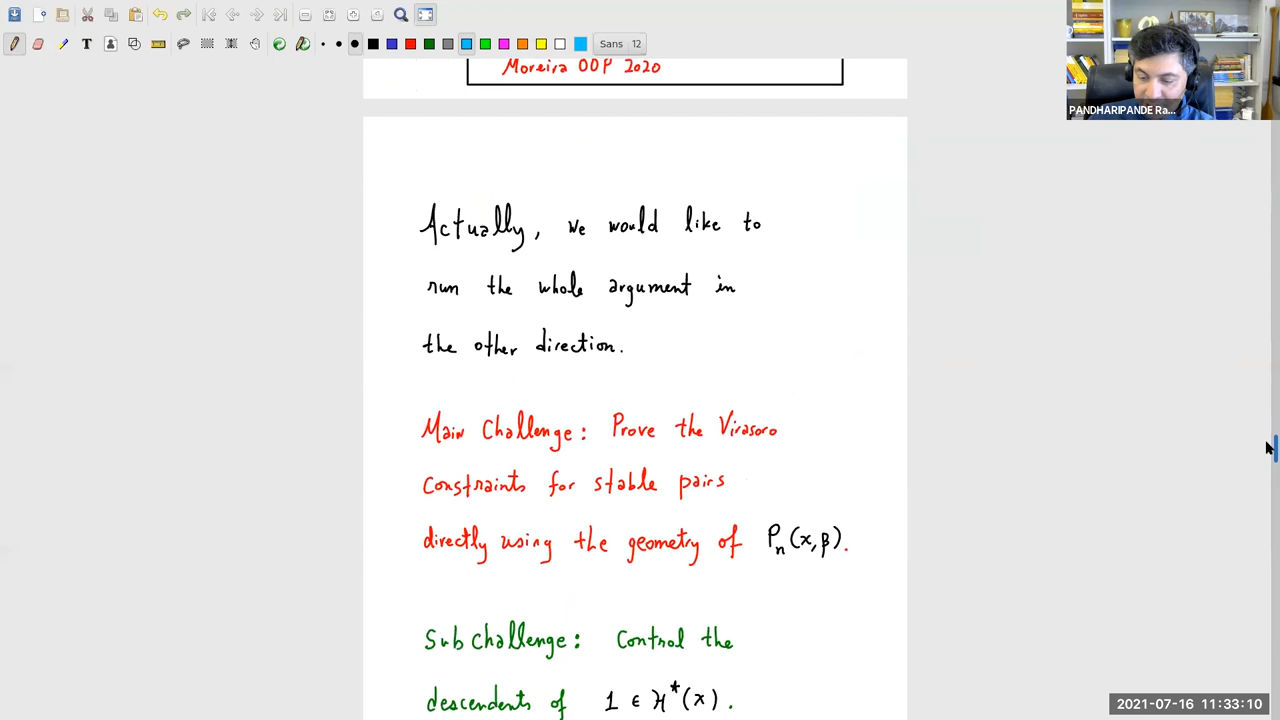 Sans 12
PANDHARIPANDE Ra...
Moreira OOP 2020
Actually, we would like to
run the whole argument in
the other direction.
Main Challenge: Prove the Virasoro
constraints for stable pairs
directly using the geometry of Pn(X,β).
Sub challenge: Control the
descendents of 1 ∈ H*(X).
2021-07-16 11:33:10